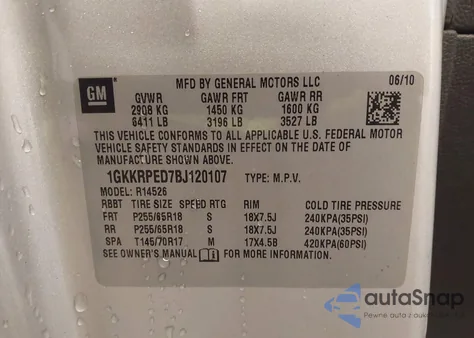 GM
MFD BY GENERAL MOTORS LLC 06/10
GVWR GAWR FRT GAWR RR
2908 KG 1450 KG 1600 KG
6411 LB 3196 LB 3527 LB
THIS VEHICLE CONFORMS TO ALL APPLICABLE U.S. FEDERAL MOTOR
VEHICLE SAFETY STANDARDS IN EFFECT ON THE DATE OF
MANUFACTURE SHOWN ABOVE.
1GKKRPED7BJ120107 TYPE: M.P.V.
MODEL: R14526
RBBT TIRE SIZE SPEED RTG RIM COLD TIRE PRESSURE
FRT P255/65R18 S 18X7.5J 240KPA(35PSI)
RR P255/65R18 S 18X7.5J 240KPA(35PSI)
SPA T145/70R17 M 17X4.5B 420KPA(60PSI)
SEE OWNER'S MANUAL FOR MORE INFORMATION
autoSnap
Pewne auta z aukcji